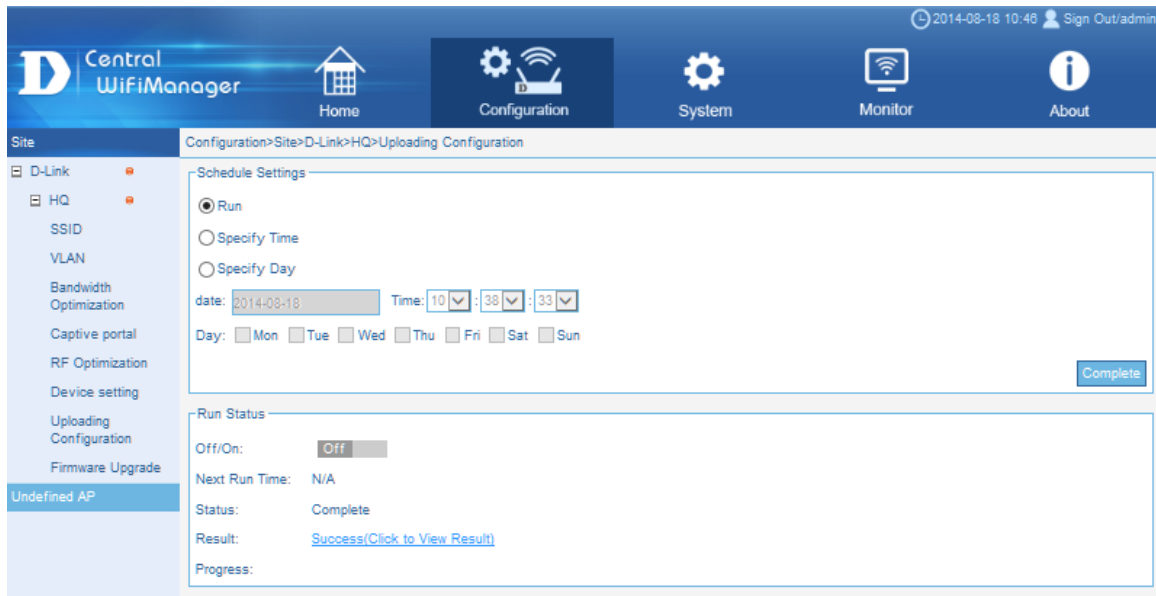 2014-08-18 10:46 Sign Out/admin
D Central WiFiManager
Home Configuration System Monitor About
Site
Configuration>Site>D-Link>HQ>Uploading Configuration
D-Link
HQ
SSID
VLAN
Bandwidth
Optimization
Captive portal
RF Optimization
Device setting
Uploading
Configuration
Firmware Upgrade
Undefined AP
Schedule Settings
Run
Specify Time
Specify Day
date: 2014-08-18 Time: 10 : 38 : 33
Day: Mon Tue Wed Thu Fri Sat Sun
Complete
Run Status
Off/On: Off
Next Run Time: N/A
Status: Complete
Result: Success(Click to View Result)
Progress: